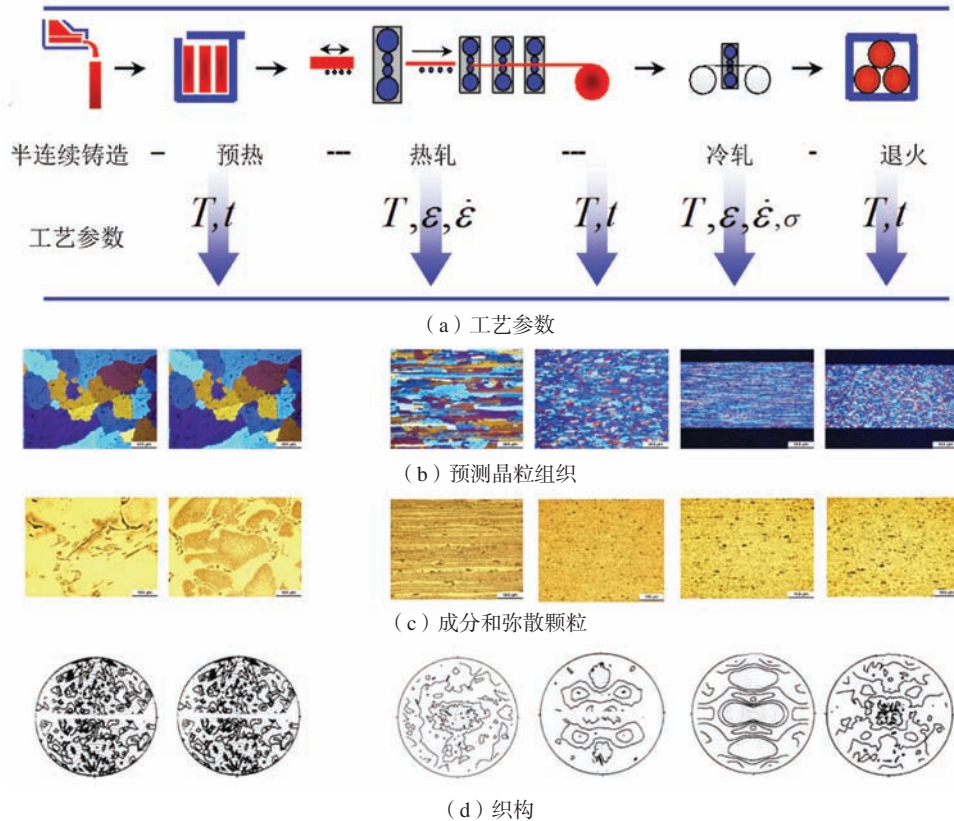 半连续铸造 - 预热 --- 热轧 --- 冷轧 - 退火
工艺参数 T,t T,ε,ε̇ T,t T,ε,ε̇,σ T,t
（a）工艺参数
（b）预测晶粒组织
（c）成分和弥散颗粒
（d）织构